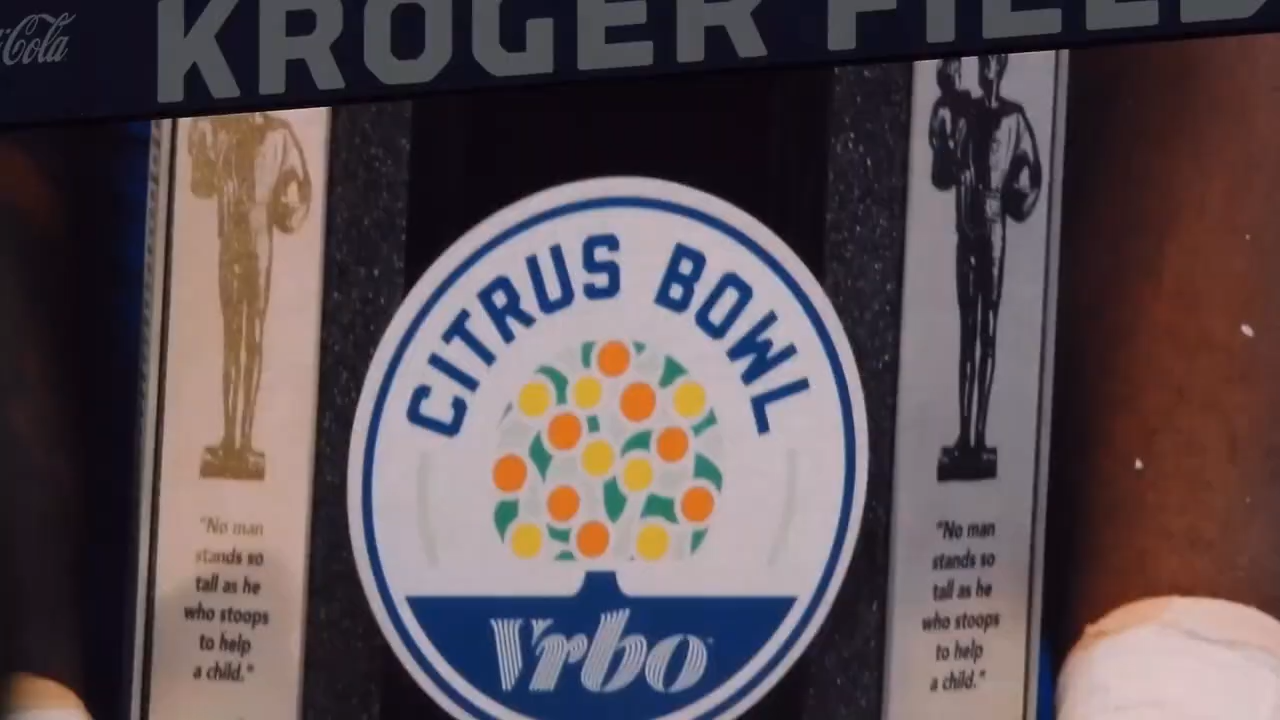 Coca-Cola
KROGER FIELD
CITRUS BOWL
Vrbo
"No man
stands so
tall as he
who stoops
to help
a child."
"No man
stands so
tall as he
who stoops
to help
a child."